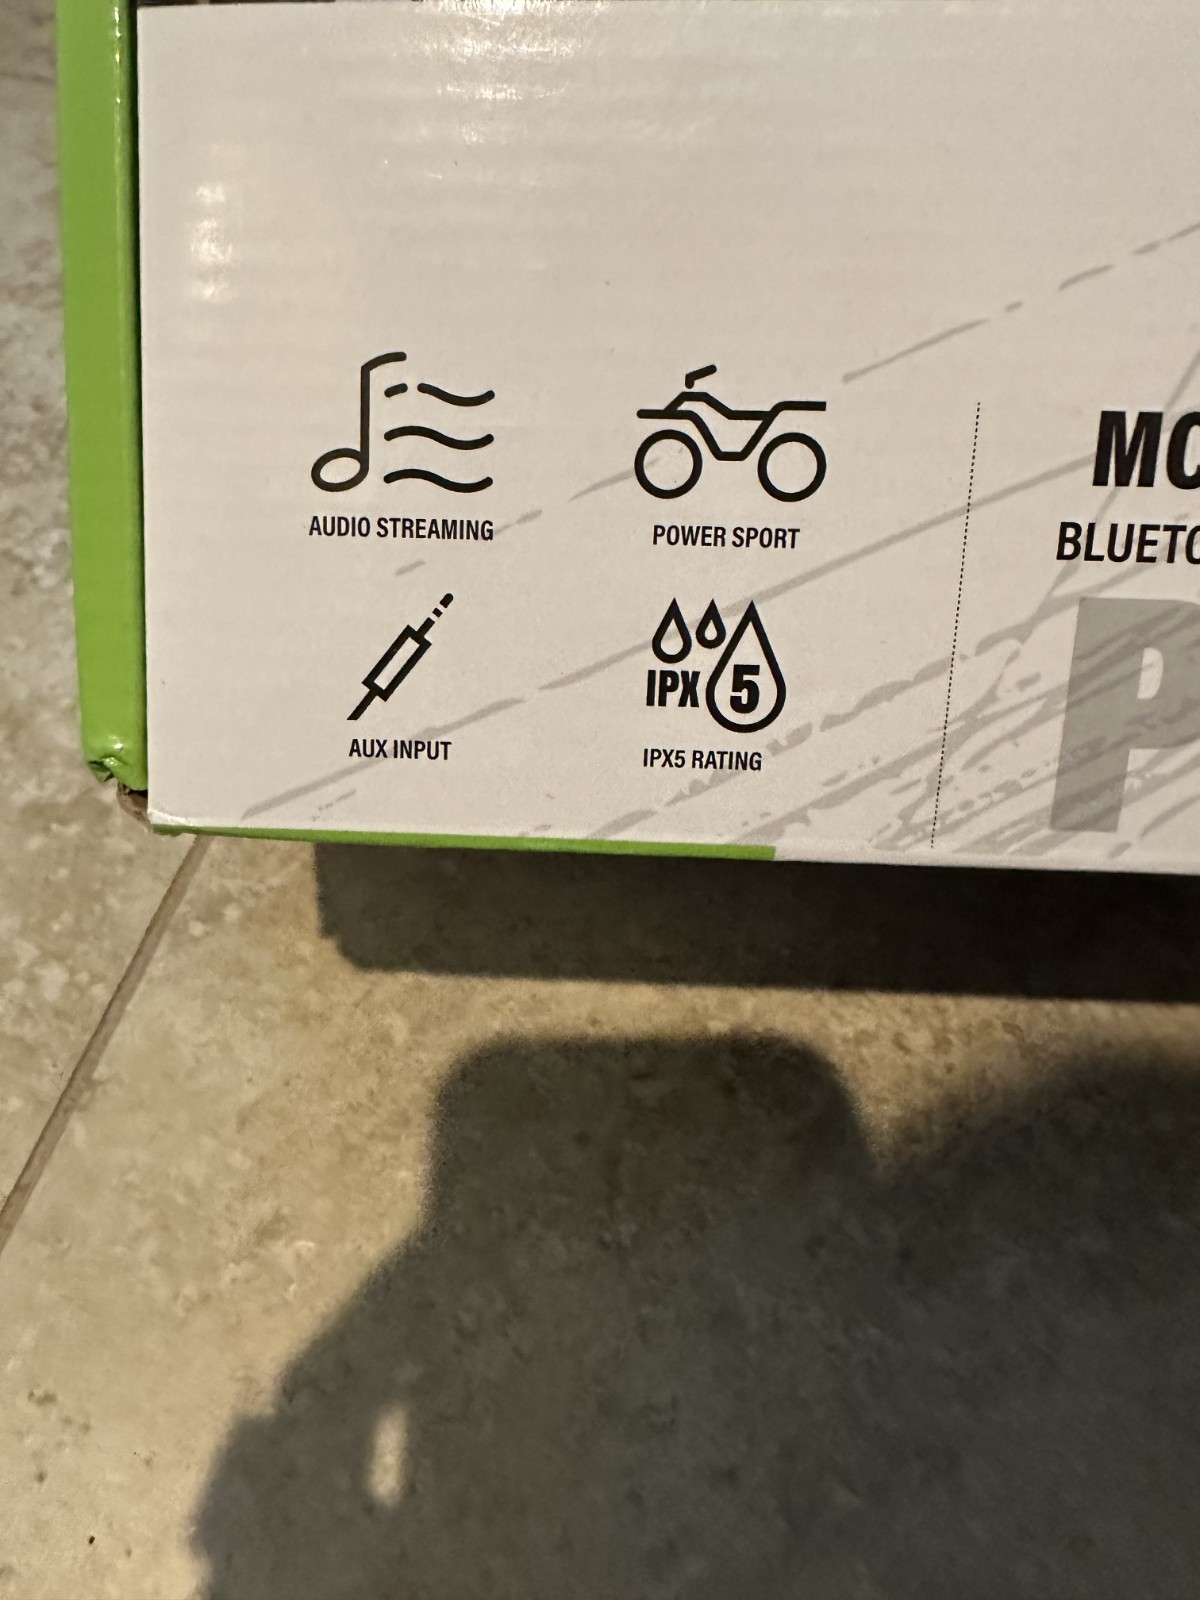 AUDIO STREAMING
POWER SPORT
AUX INPUT
IPX 5
IPX5 RATING